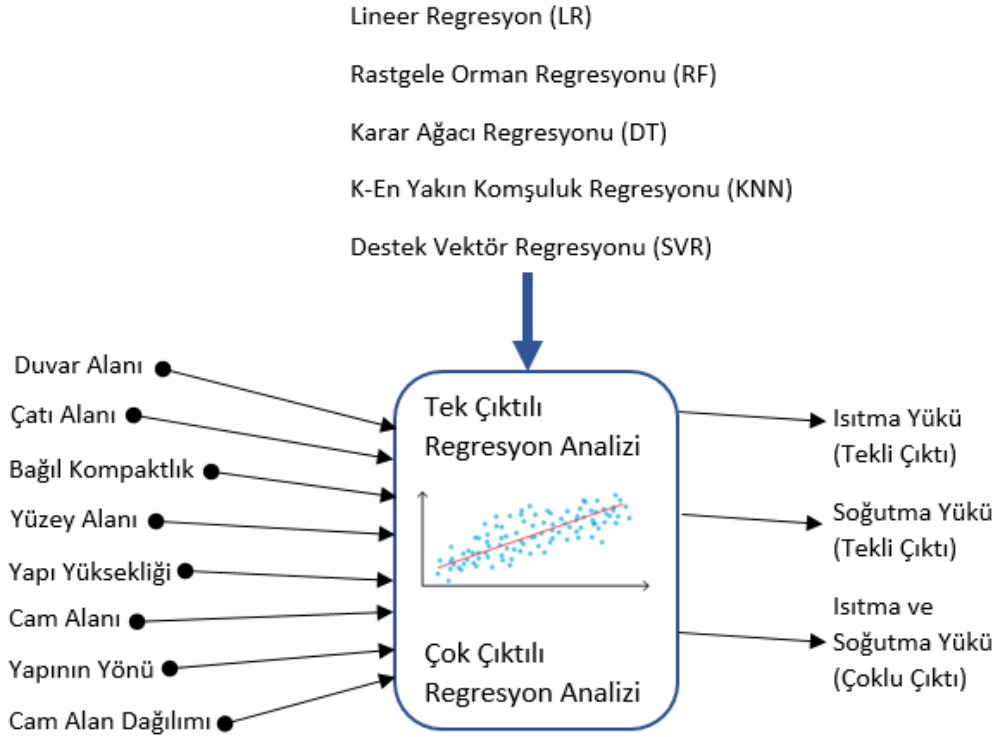 Lineer Regresyon (LR)
Rastgele Orman Regresyonu (RF)
Karar Ağacı Regresyonu (DT)
K-En Yakın Komşuluk Regresyonu (KNN)
Destek Vektör Regresyonu (SVR)
Duvar Alanı
Çatı Alanı
Bağıl Kompaktlık
Yüzey Alanı
Yapı Yüksekliği
Cam Alanı
Yapının Yönü
Cam Alan Dağılımı
Tek Çıktılı
Regresyon Analizi
Çok Çıktılı
Regresyon Analizi
Isıtma Yükü
(Tekli Çıktı)
Soğutma Yükü
(Tekli Çıktı)
Isıtma ve
Soğutma Yükü
(Çoklu Çıktı)